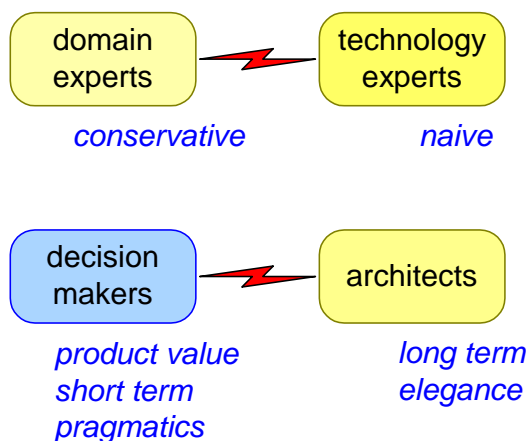 domain
experts
technology
experts
conservative
naive
decision
makers
architects
product value
short term
pragmatics
long term
elegance